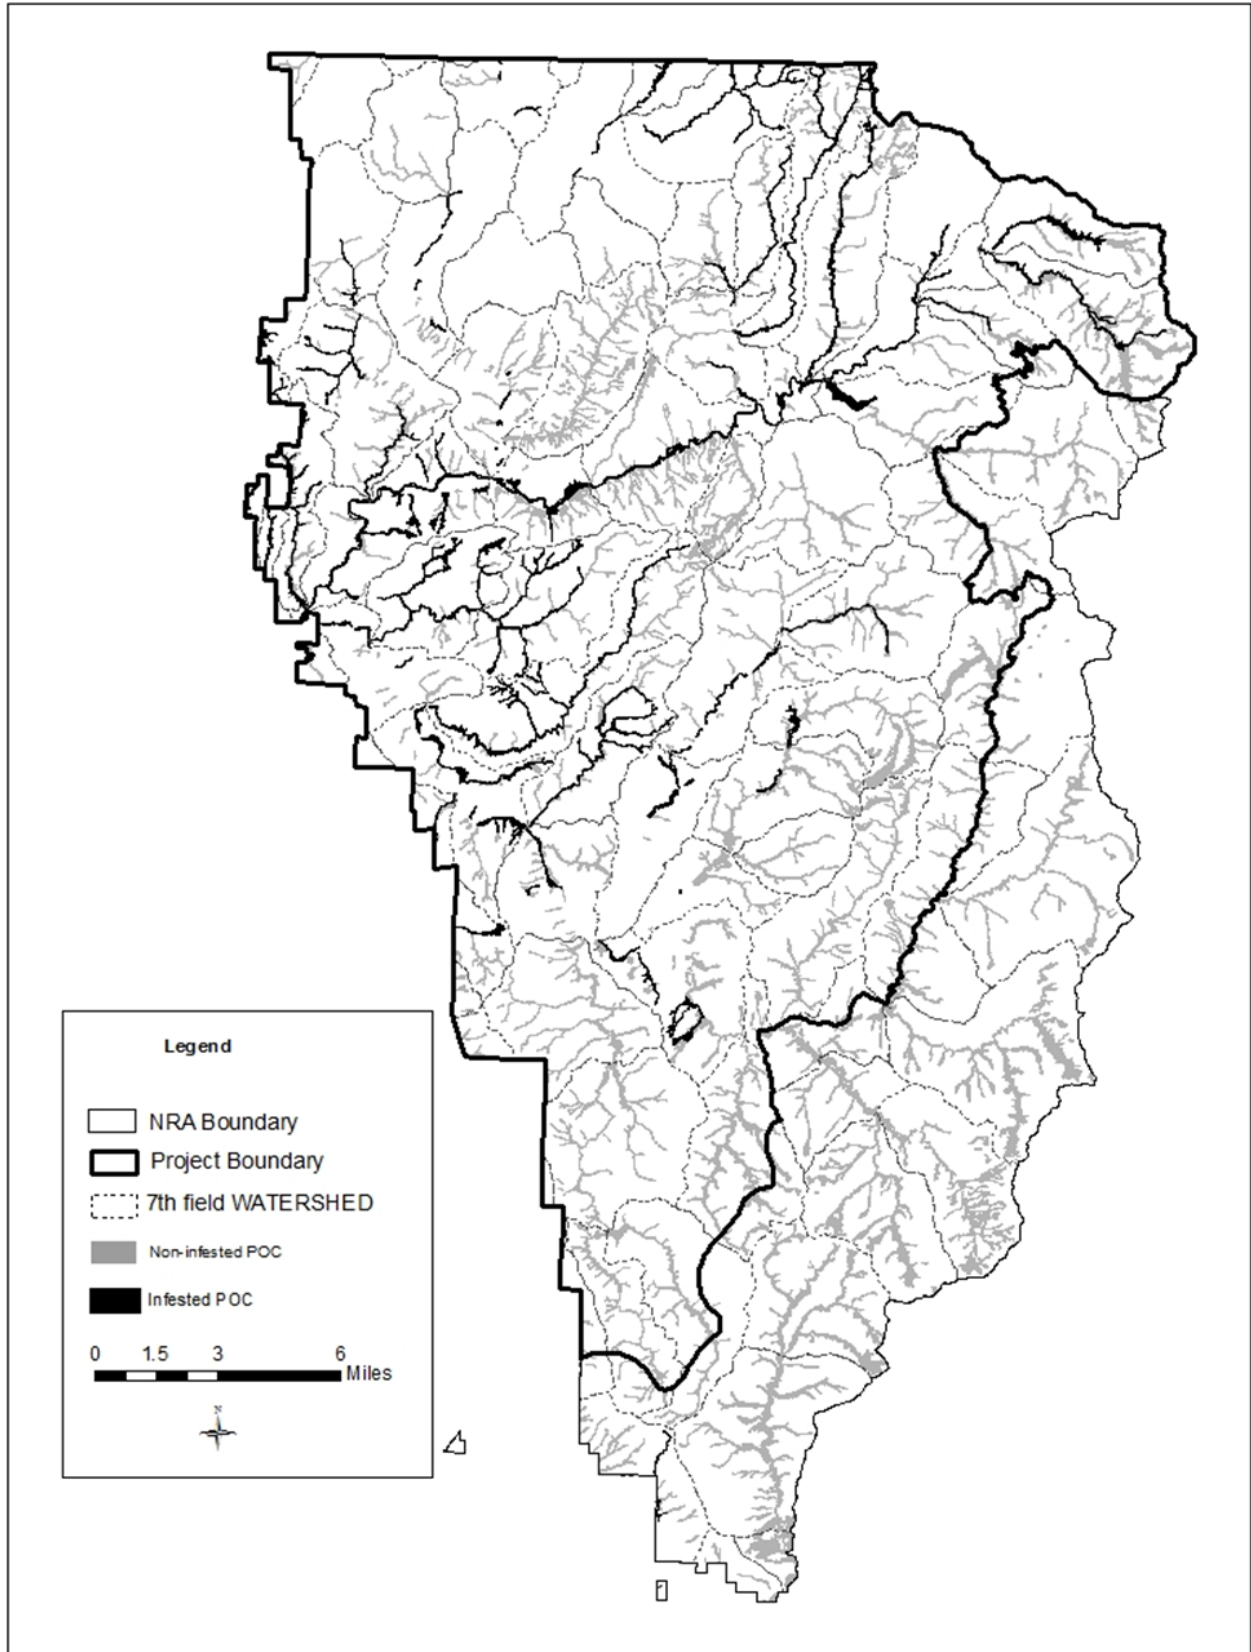 Legend
NRA Boundary
Project Boundary
7th field WATERSHED
Non-infested POC
Infested POC
0 1.5 3 6
Miles
N